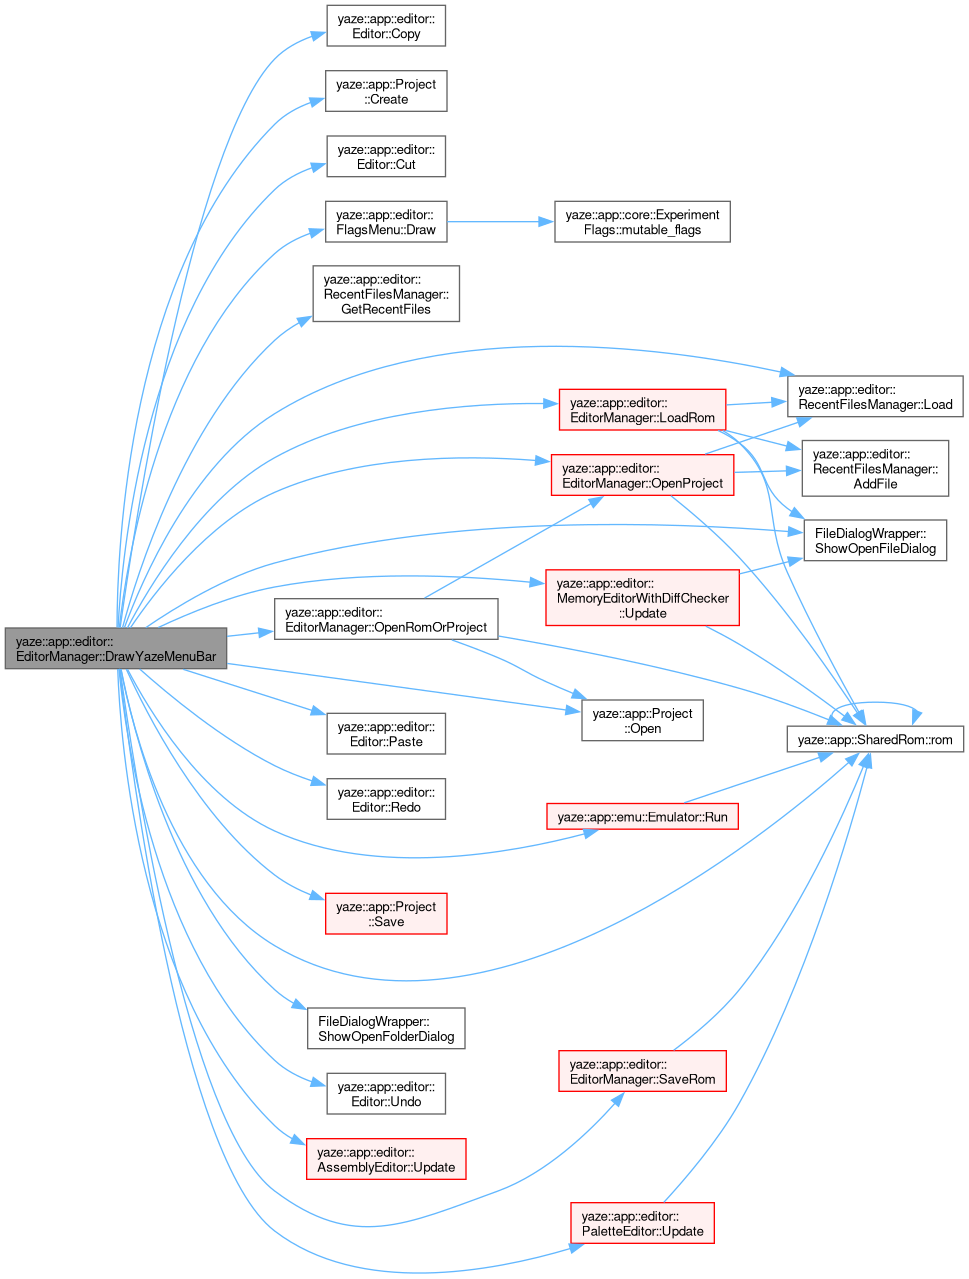 yaze::app::editor::
Editor::Copy
yaze::app::Project
::Create
yaze::app::editor::
Editor::Cut
yaze::app::editor::
FlagsMenu::Draw
yaze::app::core::Experiment
Flags::mutable_flags
yaze::app::editor::
RecentFilesManager::
GetRecentFiles
yaze::app::editor::
RecentFilesManager::Load
yaze::app::editor::
EditorManager::LoadRom
yaze::app::editor::
RecentFilesManager::
AddFile
yaze::app::editor::
EditorManager::OpenProject
FileDialogWrapper::
ShowOpenFileDialog
yaze::app::editor::
MemoryEditorWithDiffChecker
::Update
yaze::app::editor::
EditorManager::OpenRomOrProject
yaze::app::editor::
EditorManager::DrawYazeMenuBar
yaze::app::Project
::Open
yaze::app::editor::
Editor::Paste
yaze::app::SharedRom::rom
yaze::app::editor::
Editor::Redo
yaze::app::emu::Emulator::Run
yaze::app::Project
::Save
FileDialogWrapper::
ShowOpenFolderDialog
yaze::app::editor::
EditorManager::SaveRom
yaze::app::editor::
Editor::Undo
yaze::app::editor::
AssemblyEditor::Update
yaze::app::editor::
PaletteEditor::Update